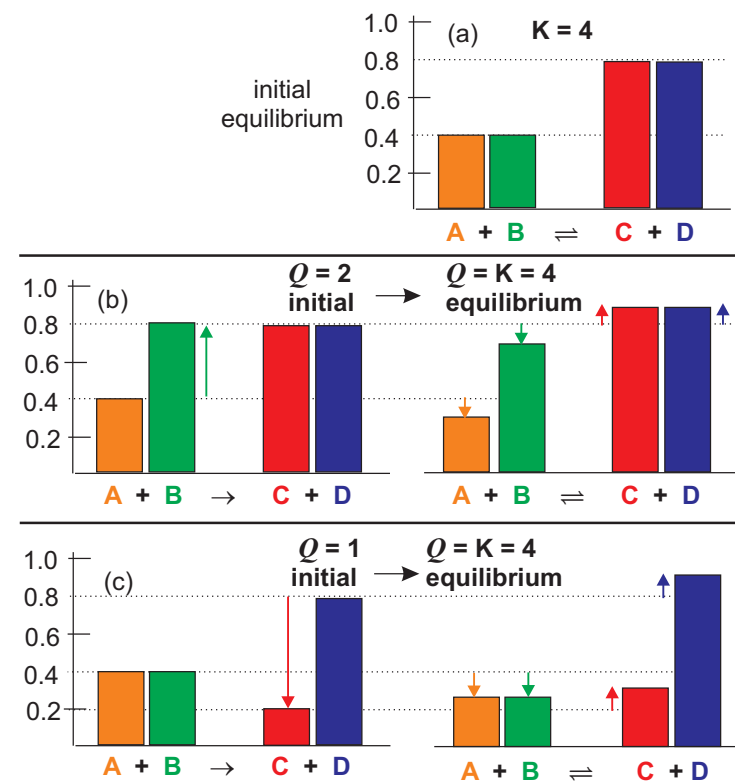 1.0
(a)
K = 4
0.8
initial
equilibrium
0.6
0.4
0.2
A + B ⇌ C + D
Q = 2
initial
Q = K = 4
equilibrium
1.0
(b)
0.8
0.6
0.4
0.2
A + B → C + D
A + B ⇌ C + D
Q = 1
initial
Q = K = 4
equilibrium
1.0
(c)
0.8
0.6
0.4
0.2
A + B → C + D
A + B ⇌ C + D